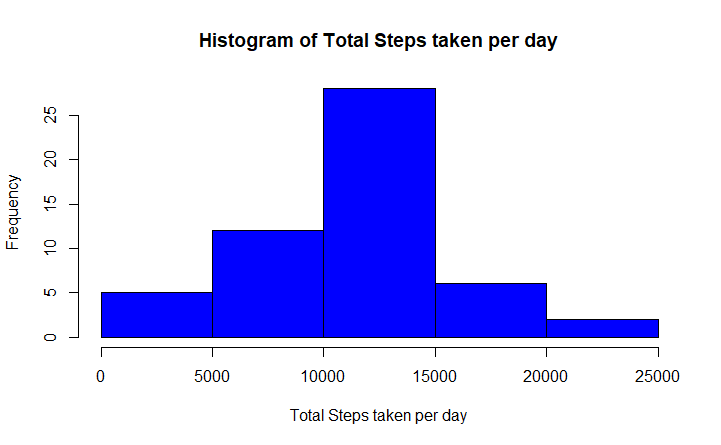 Histogram of Total Steps taken per day
Frequency
25
20
15
10
5
0
0 5000 10000 15000 20000 25000
Total Steps taken per day